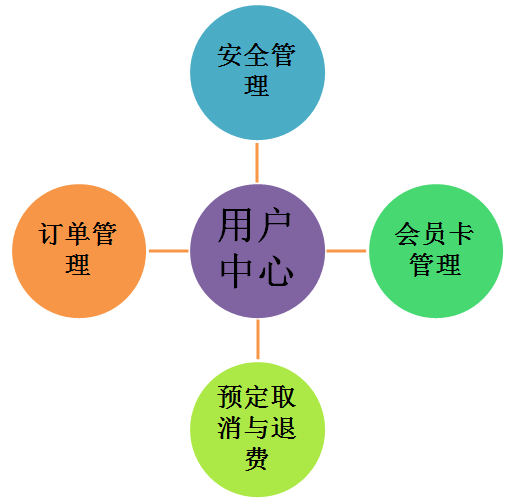 安全管
理
订单管
理
用户
中心
会员卡
管理
预定取
消与退
费